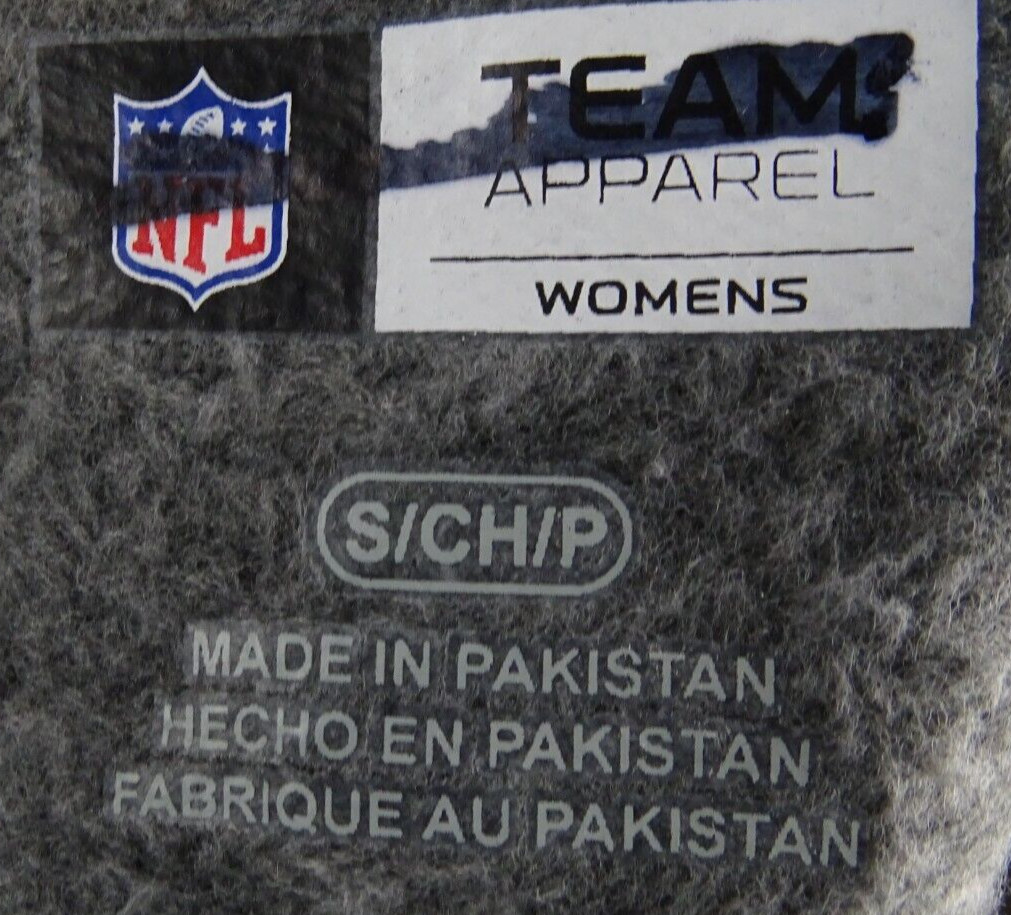 NFL
TEAM
APPAREL
WOMENS
S/CH/P
MADE IN PAKISTAN
HECHO EN PAKISTAN
FABRIQUE AU PAKISTAN